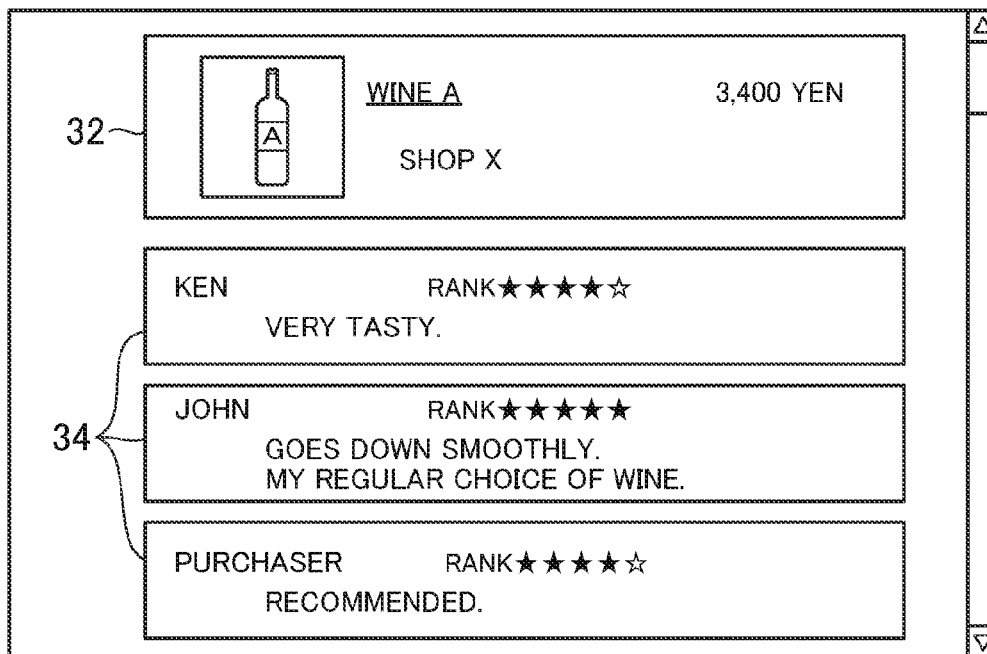 WINE A 3,400 YEN
A
32
SHOP X
KEN RANK★★★★☆
VERY TASTY.
JOHN RANK★★★★★
34
GOES DOWN SMOOTHLY.
MY REGULAR CHOICE OF WINE.
PURCHASER RANK★★★★☆
RECOMMENDED.